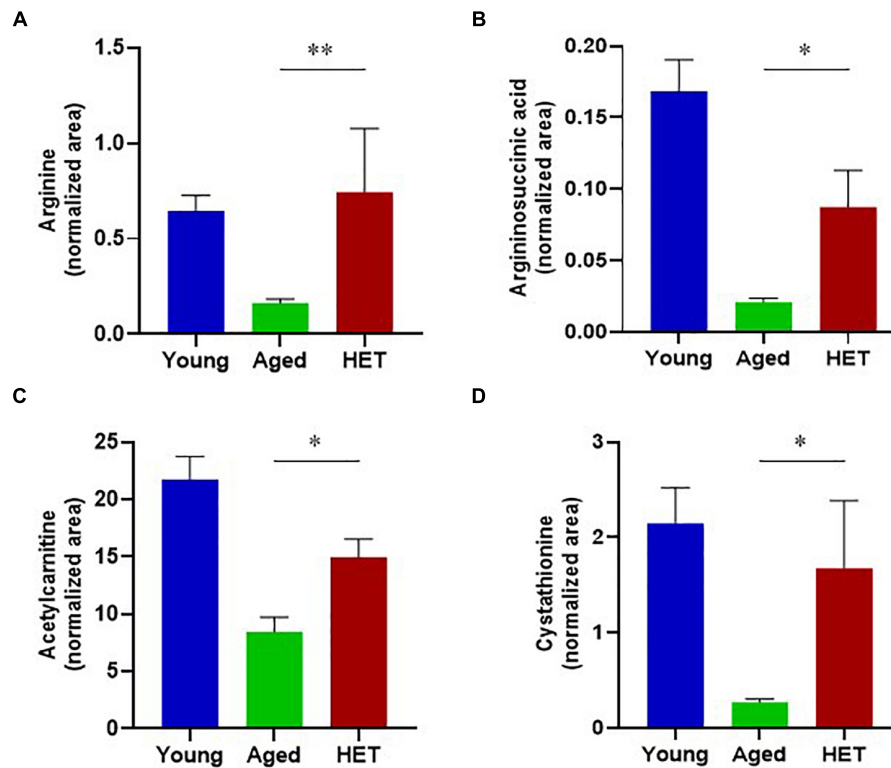 A
Arginine
(normalized area)
1.5
1.0
0.5
0.0
**
Young Aged HET
B
Argininosuccinic acid
(normalized area)
0.20
0.15
0.10
0.05
0.00
*
Young Aged HET
C
Acetylcarnitine
(normalized area)
25
20
15
10
5
0
*
Young Aged HET
D
Cystathionine
(normalized area)
3
2
1
0
*
Young Aged HET